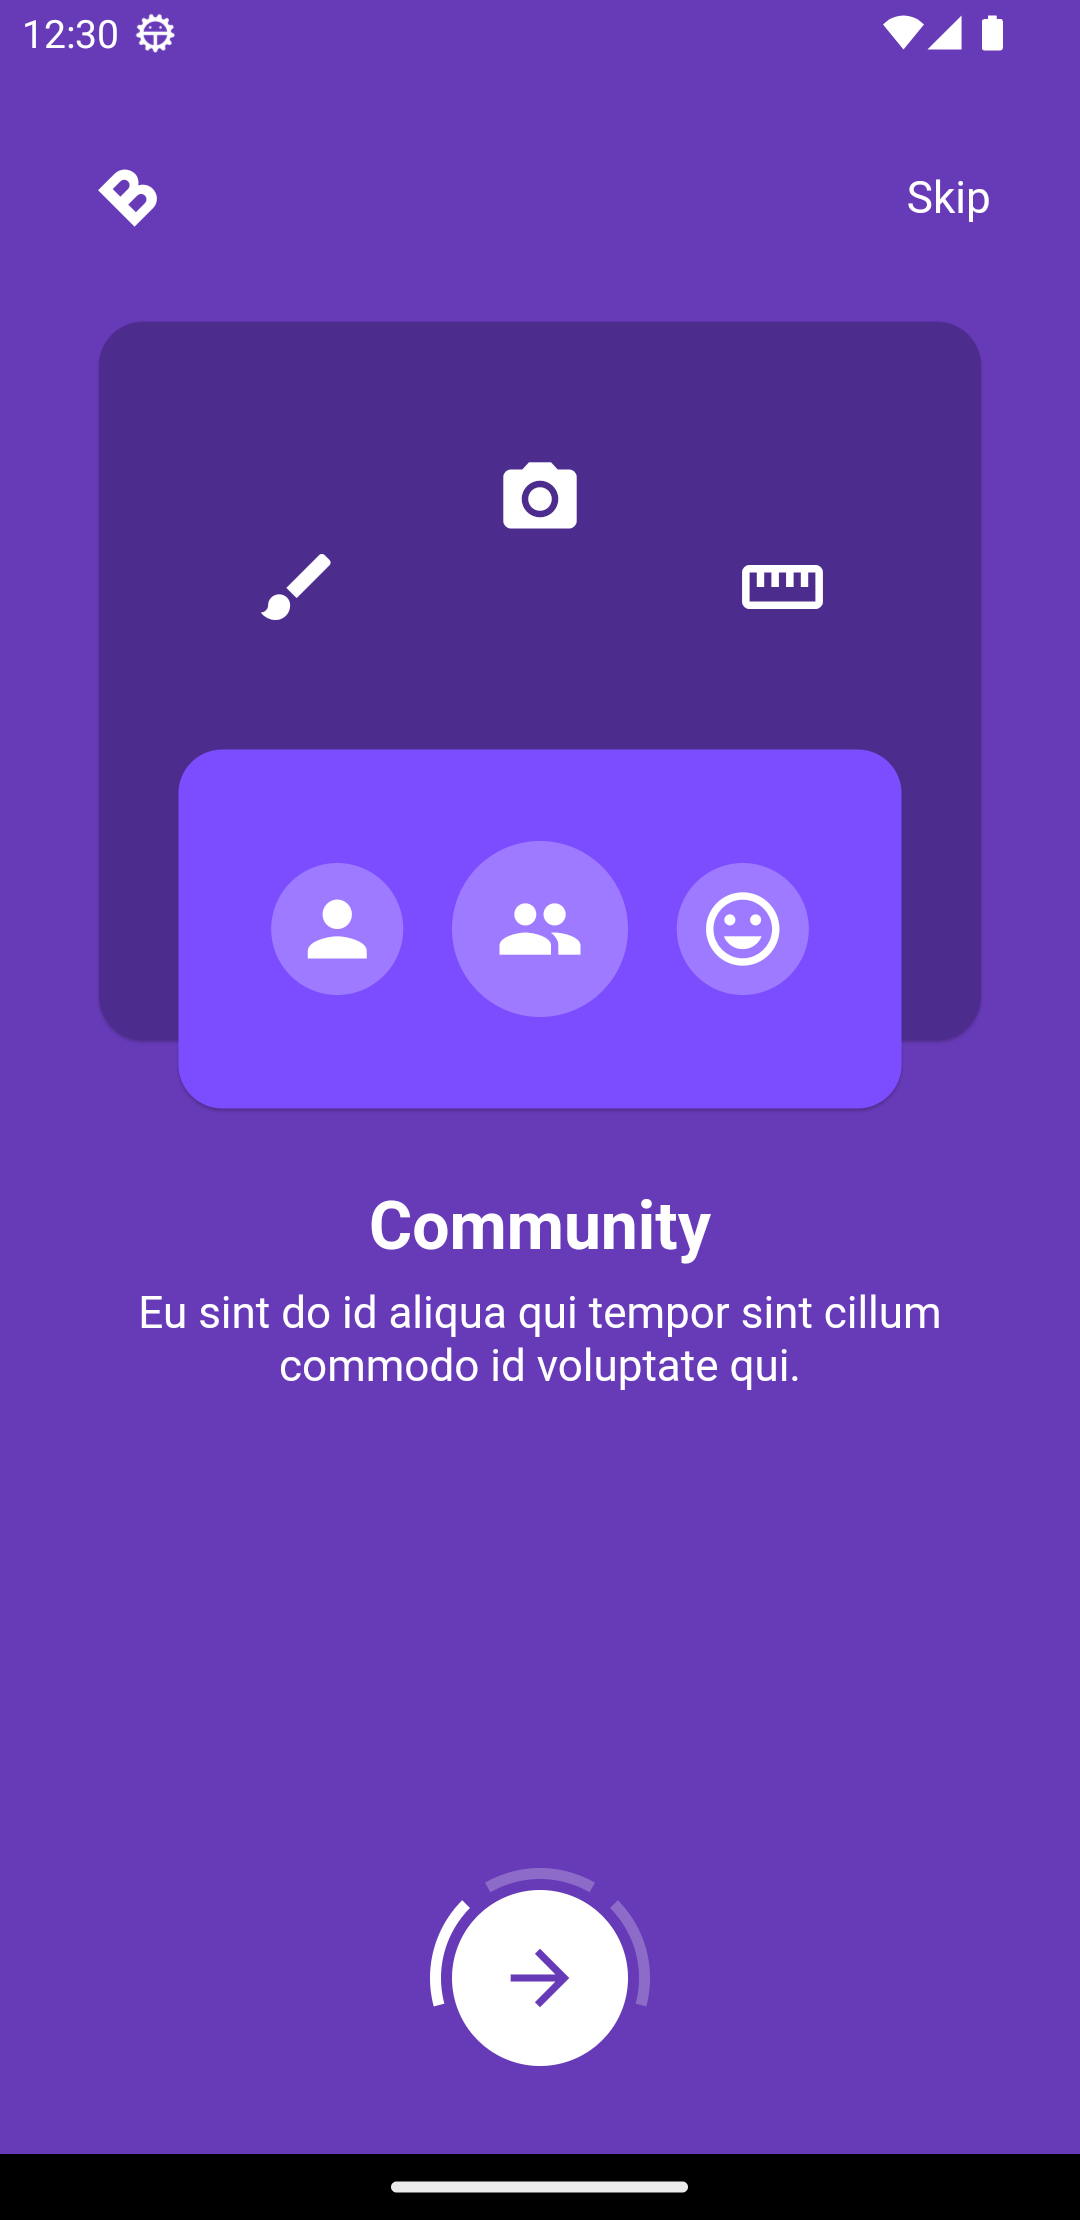 12:30
B
Skip
Community
Eu sint do id aliqua qui tempor sint cillum
commodo id voluptate qui.